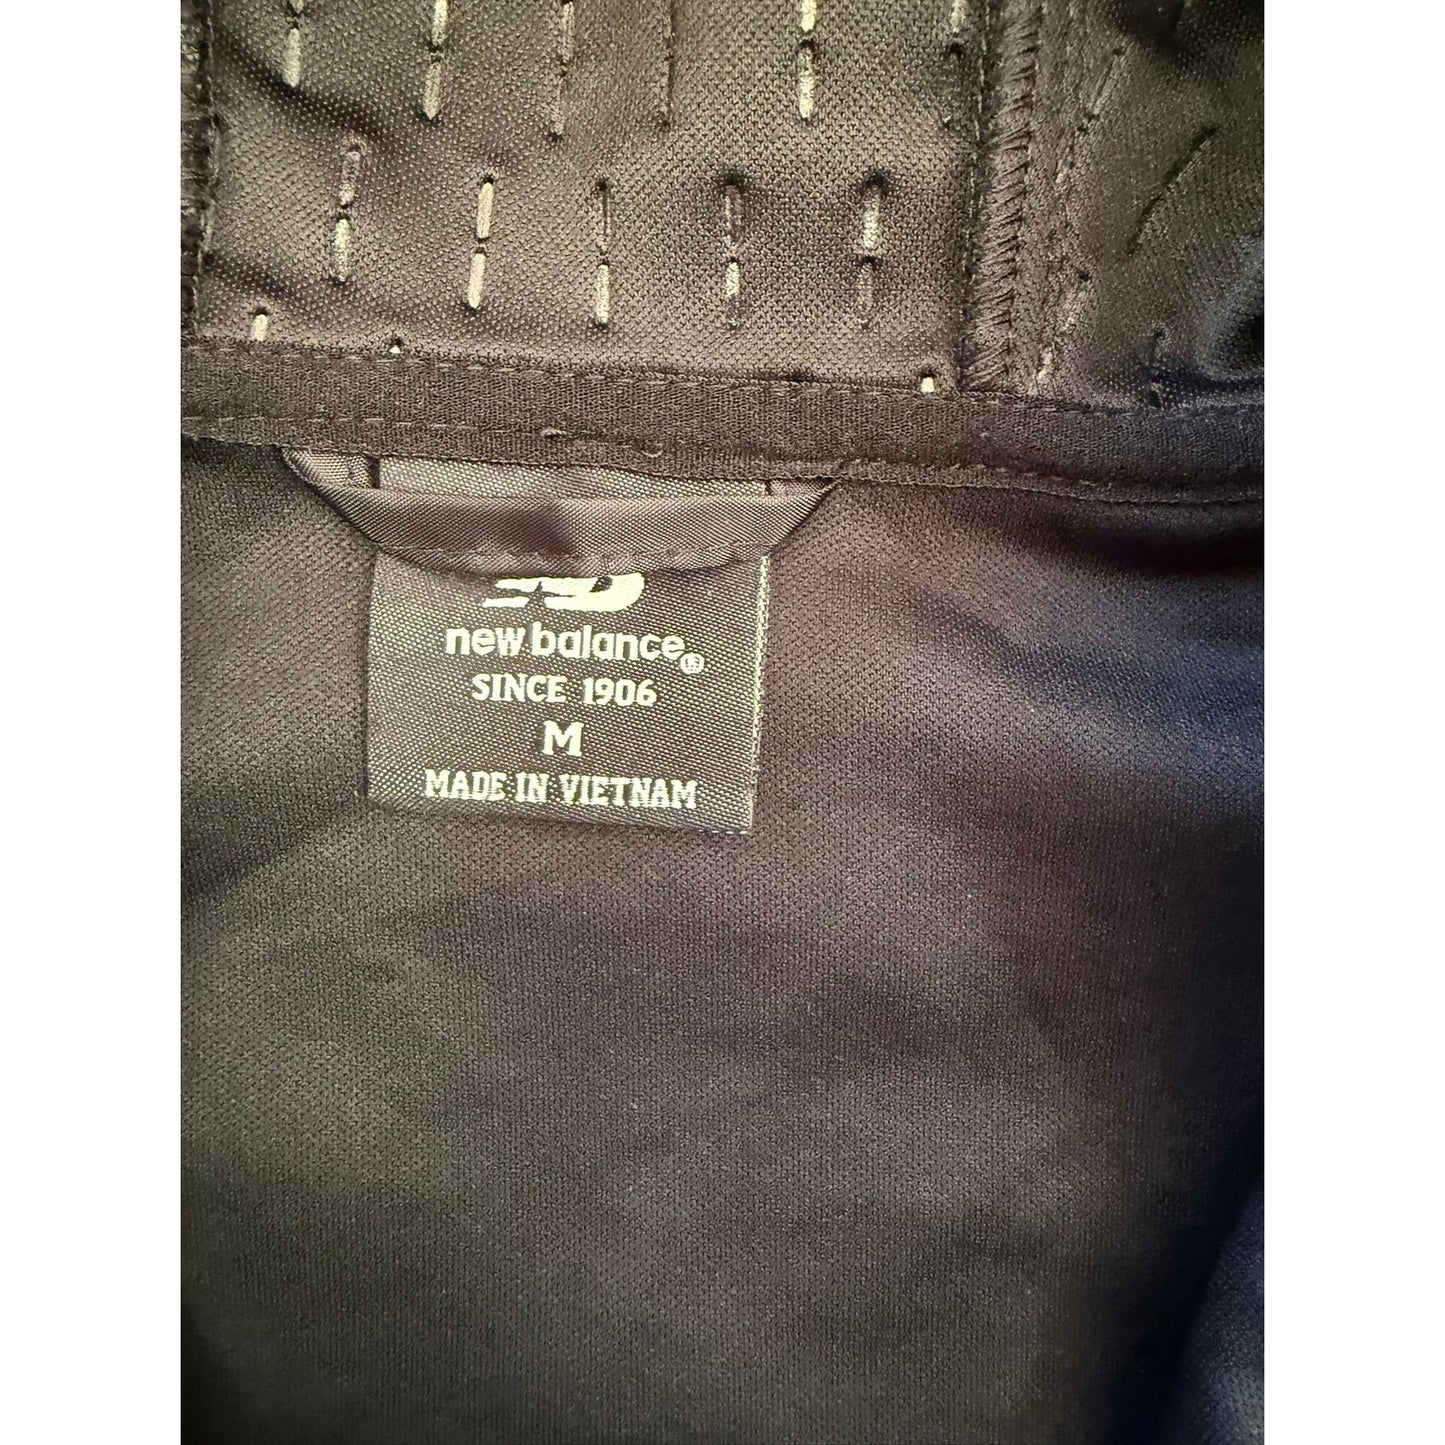 new balance
SINCE 1906
M
MADE IN VIETNAM